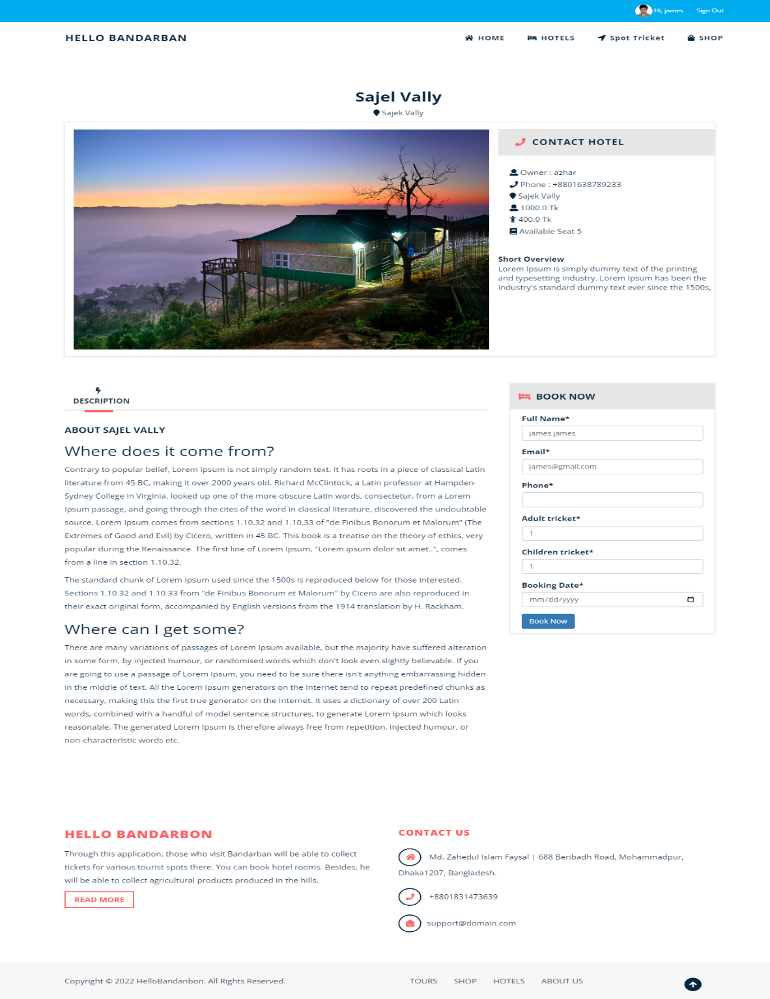 Hi, james Sign Out
HELLO BANDARBAN HOME HOTELS Spot Tricket SHOP
Sajel Vally
Sajek Vally
CONTACT HOTEL
Owner : azhar
Phone : +8801638789233
Sajek Vally
1000.0 Tk
400.0 Tk
Available Seat 5
Short Overview
Lorem Ipsum is simply dummy text of the printing
and typesetting industry. Lorem Ipsum has been the
industry's standard dummy text ever since the 1500s,
DESCRIPTION
ABOUT SAJEL VALLY
Where does it come from?
Contrary to popular belief, Lorem Ipsum is not simply random text. It has roots in a piece of classical Latin
literature from 45 BC, making it over 2000 years old. Richard McClintock, a Latin professor at Hampden-
Sydney College in Virginia, looked up one of the more obscure Latin words, consectetur, from a Lorem
Ipsum passage, and going through the cites of the word in classical literature, discovered the undoubtable
source. Lorem Ipsum comes from sections 1.10.32 and 1.10.33 of "de Finibus Bonorum et Malorum" (The
Extremes of Good and Evil) by Cicero, written in 45 BC. This book is a treatise on the theory of ethics, very
popular during the Renaissance. The first line of Lorem Ipsum, "Lorem ipsum dolor sit amet..", comes
from a line in section 1.10.32.
The standard chunk of Lorem Ipsum used since the 1500s is reproduced below for those interested.
Sections 1.10.32 and 1.10.33 from "de Finibus Bonorum et Malorum" by Cicero are also reproduced in
their exact original form, accompanied by English versions from the 1914 translation by H. Rackham.
Where can I get some?
There are many variations of passages of Lorem Ipsum available, but the majority have suffered alteration
in some form, by injected humour, or randomised words which don't look even slightly believable. If you
are going to use a passage of Lorem Ipsum, you need to be sure there isn't anything embarrassing hidden
in the middle of text. All the Lorem Ipsum generators on the Internet tend to repeat predefined chunks as
necessary, making this the first true generator on the Internet. It uses a dictionary of over 200 Latin
words, combined with a handful of model sentence structures, to generate Lorem Ipsum which looks
reasonable. The generated Lorem Ipsum is therefore always free from repetition, injected humour, or
non-characteristic words etc.
BOOK NOW
Full Name*
james james
Email*
james@gmail.com
Phone*
Adult tricket*
1
Children tricket*
1
Booking Date*
mm/dd/yyyy
Book Now
HELLO BANDARBON
Through this application, those who visit Bandarban will be able to collect
tickets for various tourist spots there. You can book hotel rooms. Besides, he
will be able to collect agricultural products produced in the hills.
READ MORE
CONTACT US
Md. Zahedul Islam Faysal | 688 Beribadh Road, Mohammadpur,
Dhaka1207, Bangladesh.
+8801831473639
support@domain.com
Copyright © 2022 HelloBandanbon. All Rights Reserved. TOURS SHOP HOTELS ABOUT US